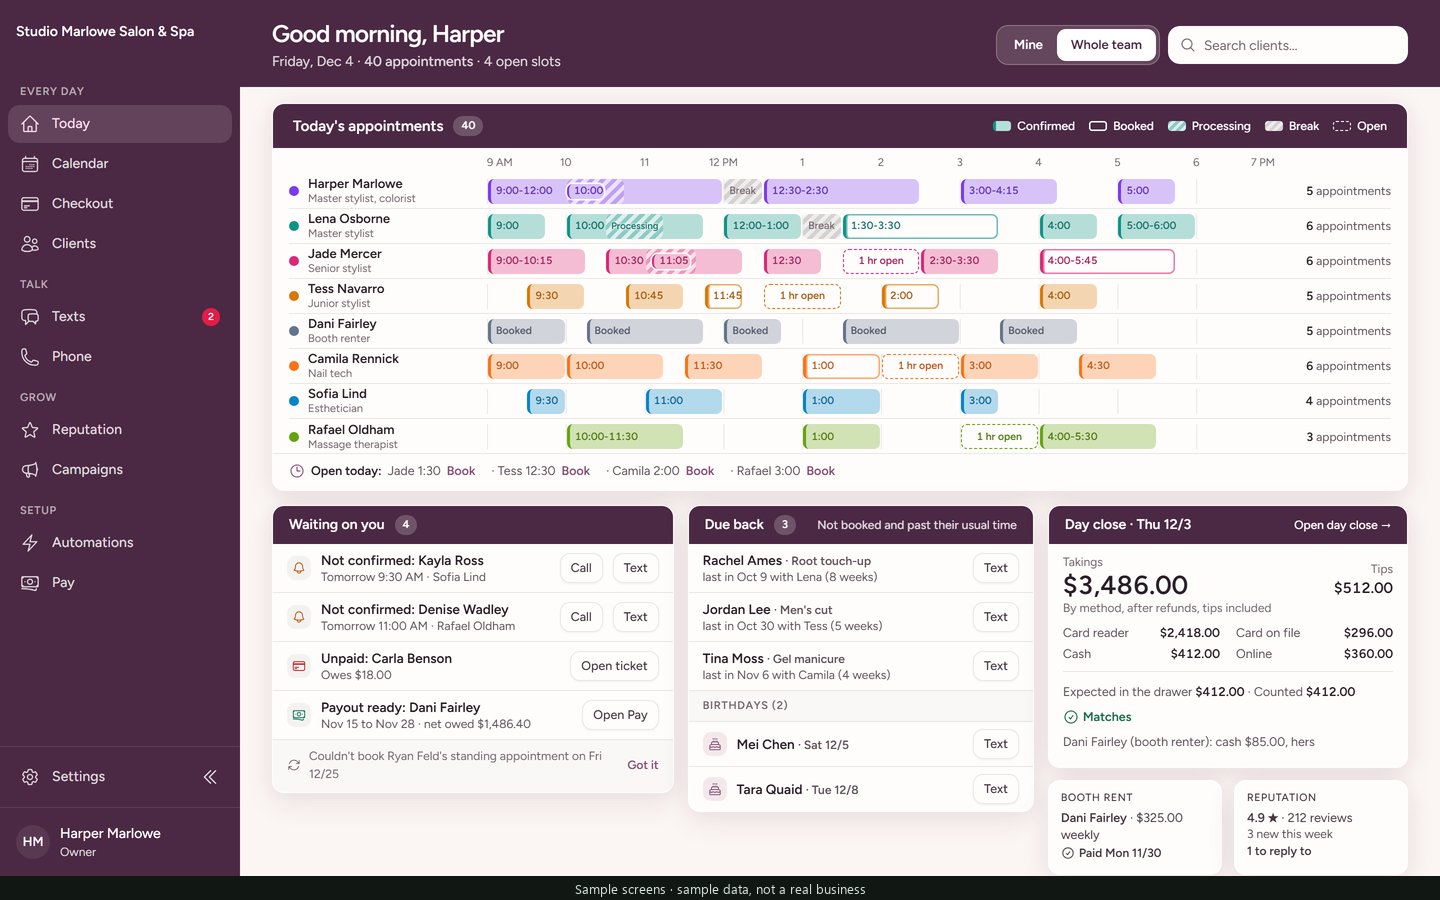 Studio Marlowe Salon & Spa
EVERY DAY
Today
Calendar
Checkout
Clients
TALK
Texts 2
Phone
GROW
Reputation
Campaigns
SETUP
Automations
Pay
Settings
HM Harper Marlowe
Owner
Good morning, Harper
Friday, Dec 4 · 40 appointments · 4 open slots
Mine Whole team Search clients...
Today's appointments 40 Confirmed Booked Processing Break Open
9 AM 10 11 12 PM 1 2 3 4 5 6 7 PM
Harper Marlowe
Master stylist, colorist
9:00-12:00 10:00 Break 12:30-2:30 3:00-4:15 5:00 5 appointments
Lena Osborne
Master stylist
9:00 10:00 Processing 12:00-1:00 Break 1:30-3:30 4:00 5:00-6:00 6 appointments
Jade Mercer
Senior stylist
9:00-10:15 10:30 11:05 12:30 1 hr open 2:30-3:30 4:00-5:45 6 appointments
Tess Navarro
Junior stylist
9:30 10:45 11:45 1 hr open 2:00 4:00 5 appointments
Dani Fairley
Booth renter
Booked Booked Booked Booked Booked 5 appointments
Camila Rennick
Nail tech
9:00 10:00 11:30 1:00 1 hr open 3:00 4:30 6 appointments
Sofia Lind
Esthetician
9:30 11:00 1:00 3:00 4 appointments
Rafael Oldham
Massage therapist
10:00-11:30 1:00 1 hr open 4:00-5:30 3 appointments
Open today: Jade 1:30 Book · Tess 12:30 Book · Camila 2:00 Book · Rafael 3:00 Book
Waiting on you 4
Not confirmed: Kayla Ross
Tomorrow 9:30 AM · Sofia Lind
Call Text
Not confirmed: Denise Wadley
Tomorrow 11:00 AM · Rafael Oldham
Call Text
Unpaid: Carla Benson
Owes $18.00
Open ticket
Payout ready: Dani Fairley
Nov 15 to Nov 28 · net owed $1,486.40
Open Pay
Couldn't book Ryan Feld's standing appointment on Fri
12/25
Got it
Due back 3 Not booked and past their usual time
Rachel Ames · Root touch-up
last in Oct 9 with Lena (8 weeks)
Text
Jordan Lee · Men's cut
last in Oct 30 with Tess (5 weeks)
Text
Tina Moss · Gel manicure
last in Nov 6 with Camila (4 weeks)
Text
BIRTHDAYS (2)
Mei Chen · Sat 12/5 Text
Tara Quaid · Tue 12/8 Text
Day close · Thu 12/3 Open day close →
Takings
$3,486.00
Tips
$512.00
By method, after refunds, tips included
Card reader $2,418.00 Card on file $296.00
Cash $412.00 Online $360.00
Expected in the drawer $412.00 · Counted $412.00
Matches
Dani Fairley (booth renter): cash $85.00, hers
BOOTH RENT
Dani Fairley · $325.00
weekly
Paid Mon 11/30
REPUTATION
4.9 ★ · 212 reviews
3 new this week
1 to reply to
Sample screens · sample data, not a real business